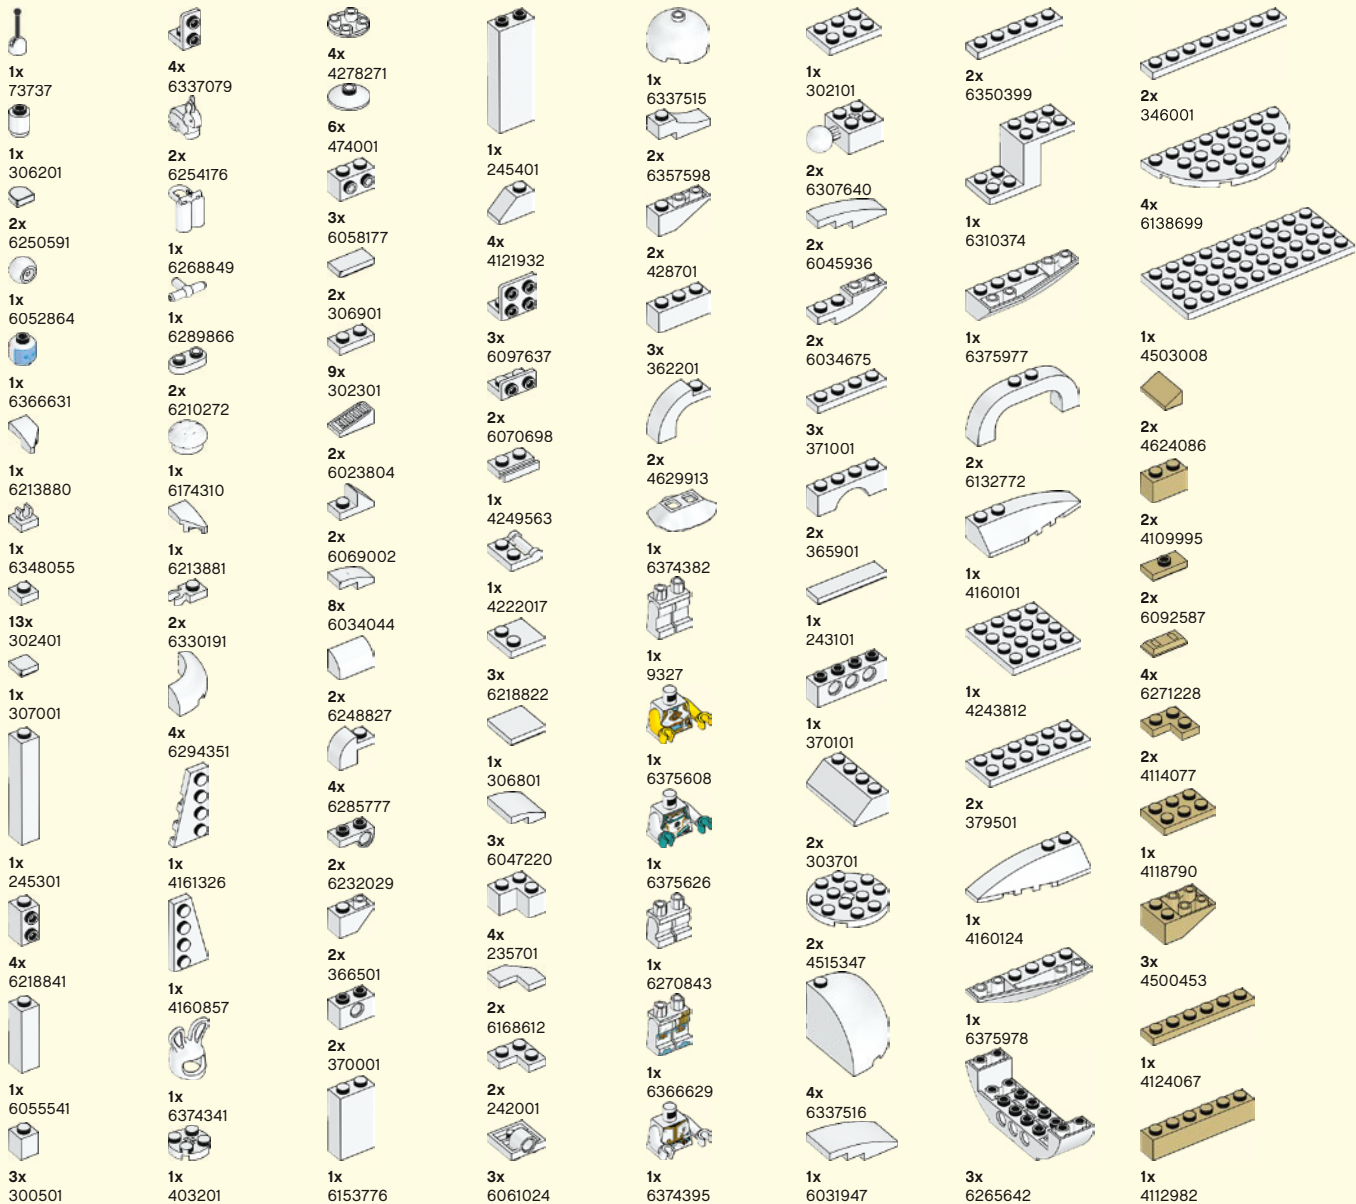 1x
73737
1x
306201
2x
6250591
1x
6052864
1x
6366631
1x
6213880
1x
6348055
13x
302401
1x
307001
1x
245301
4x
6218841
1x
6055541
3x
300501
4x
6337079
2x
6254176
1x
6268849
1x
6289866
2x
6210272
1x
6174310
1x
6213881
2x
6330191
4x
6294351
1x
4161326
1x
4160857
1x
6374341
1x
403201
4x
4278271
6x
474001
3x
6058177
2x
306901
9x
302301
2x
6023804
2x
6069002
8x
6034044
2x
6248827
4x
6285777
2x
6232029
2x
366501
2x
370001
1x
6153776
1x
245401
4x
4121932
3x
6097637
2x
6070698
1x
4249563
1x
4222017
3x
6218822
1x
306801
3x
6047220
4x
235701
2x
6168612
2x
242001
3x
6061024
1x
6337515
2x
6357598
2x
428701
3x
362201
2x
4629913
1x
6374382
1x
9327
1x
6375608
1x
6375626
1x
6270843
1x
6366629
1x
6374395
1x
302101
2x
6307640
2x
6045936
2x
6034675
3x
371001
2x
365901
1x
243101
1x
370101
2x
303701
2x
4515347
4x
6337516
1x
6031947
2x
6350399
1x
6310374
1x
6375977
2x
6132772
1x
4160101
1x
4243812
2x
379501
1x
4160124
1x
6375978
3x
6265642
2x
346001
4x
6138699
1x
4503008
2x
4624086
2x
4109995
2x
6092587
4x
6271228
2x
4114077
1x
4118790
3x
4500453
1x
4124067
1x
4112982